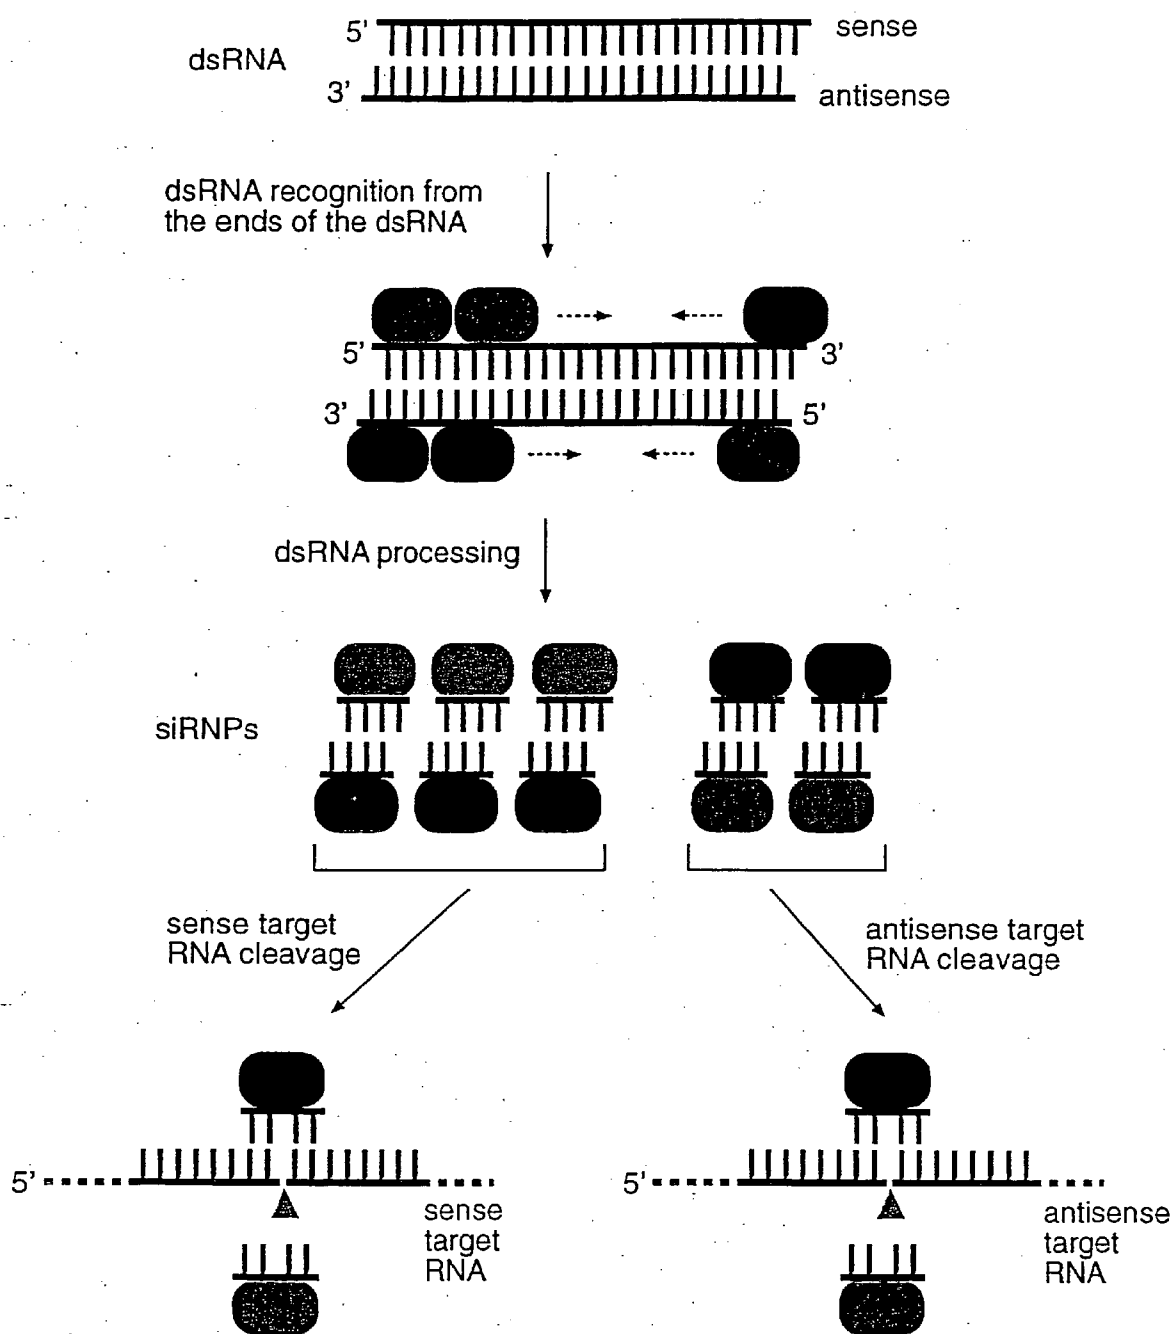 5' sense
dsRNA
3' antisense
dsRNA recognition from
the ends of the dsRNA
5' 3'
3' 5'
dsRNA processing
siRNPs
sense target
RNA cleavage
antisense target
RNA cleavage
5'
sense
target
RNA
5'
antisense
target
RNA